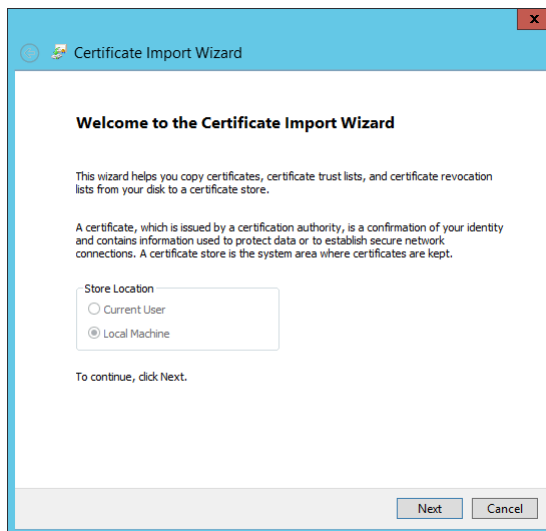 x
Certificate Import Wizard
Welcome to the Certificate Import Wizard
This wizard helps you copy certificates, certificate trust lists, and certificate revocation
lists from your disk to a certificate store.
A certificate, which is issued by a certification authority, is a confirmation of your identity
and contains information used to protect data or to establish secure network
connections. A certificate store is the system area where certificates are kept.
Store Location
Current User
Local Machine
To continue, click Next.
Next Cancel